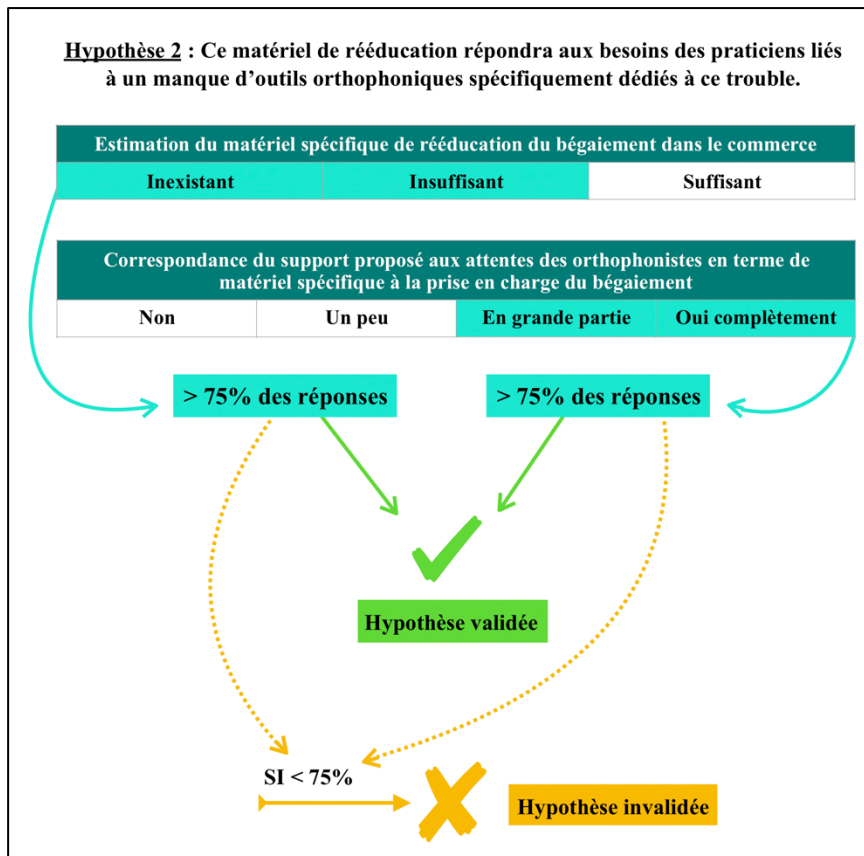 Hypothèse 2 : Ce matériel de rééducation répondra aux besoins des praticiens liés
à un manque d’outils orthophoniques spécifiquement dédiés à ce trouble.
Estimation du matériel spécifique de rééducation du bégaiement dans le commerce
Inexistant Insuffisant Suffisant
Correspondance du support proposé aux attentes des orthophonistes en terme de
matériel spécifique à la prise en charge du bégaiement
Non Un peu En grande partie Oui complètement
> 75% des réponses > 75% des réponses
Hypothèse validée
SI < 75%
Hypothèse invalidée